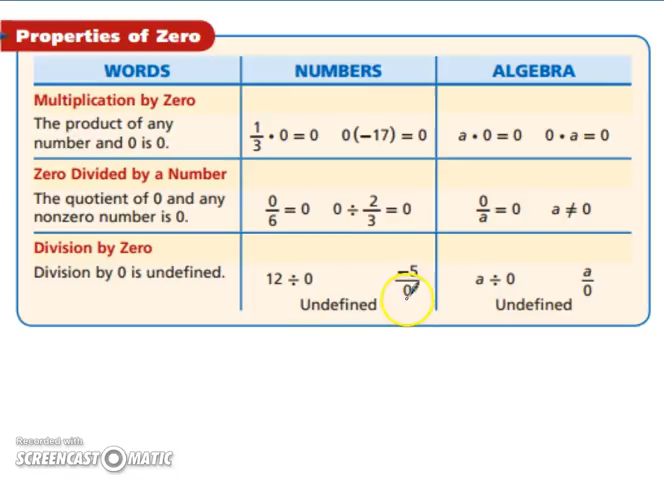 Properties of Zero
WORDS NUMBERS ALGEBRA
Multiplication by Zero
The product of any
number and 0 is 0.
1/3 • 0 = 0 0(−17) = 0 a • 0 = 0 0 • a = 0
Zero Divided by a Number
The quotient of 0 and any
nonzero number is 0.
0/6 = 0 0 ÷ 2/3 = 0 0/a = 0 a ≠ 0
Division by Zero
Division by 0 is undefined.
12 ÷ 0 −5/0 a ÷ 0 a/0
Undefined Undefined
Recorded with
SCREENCAST-O-MATIC